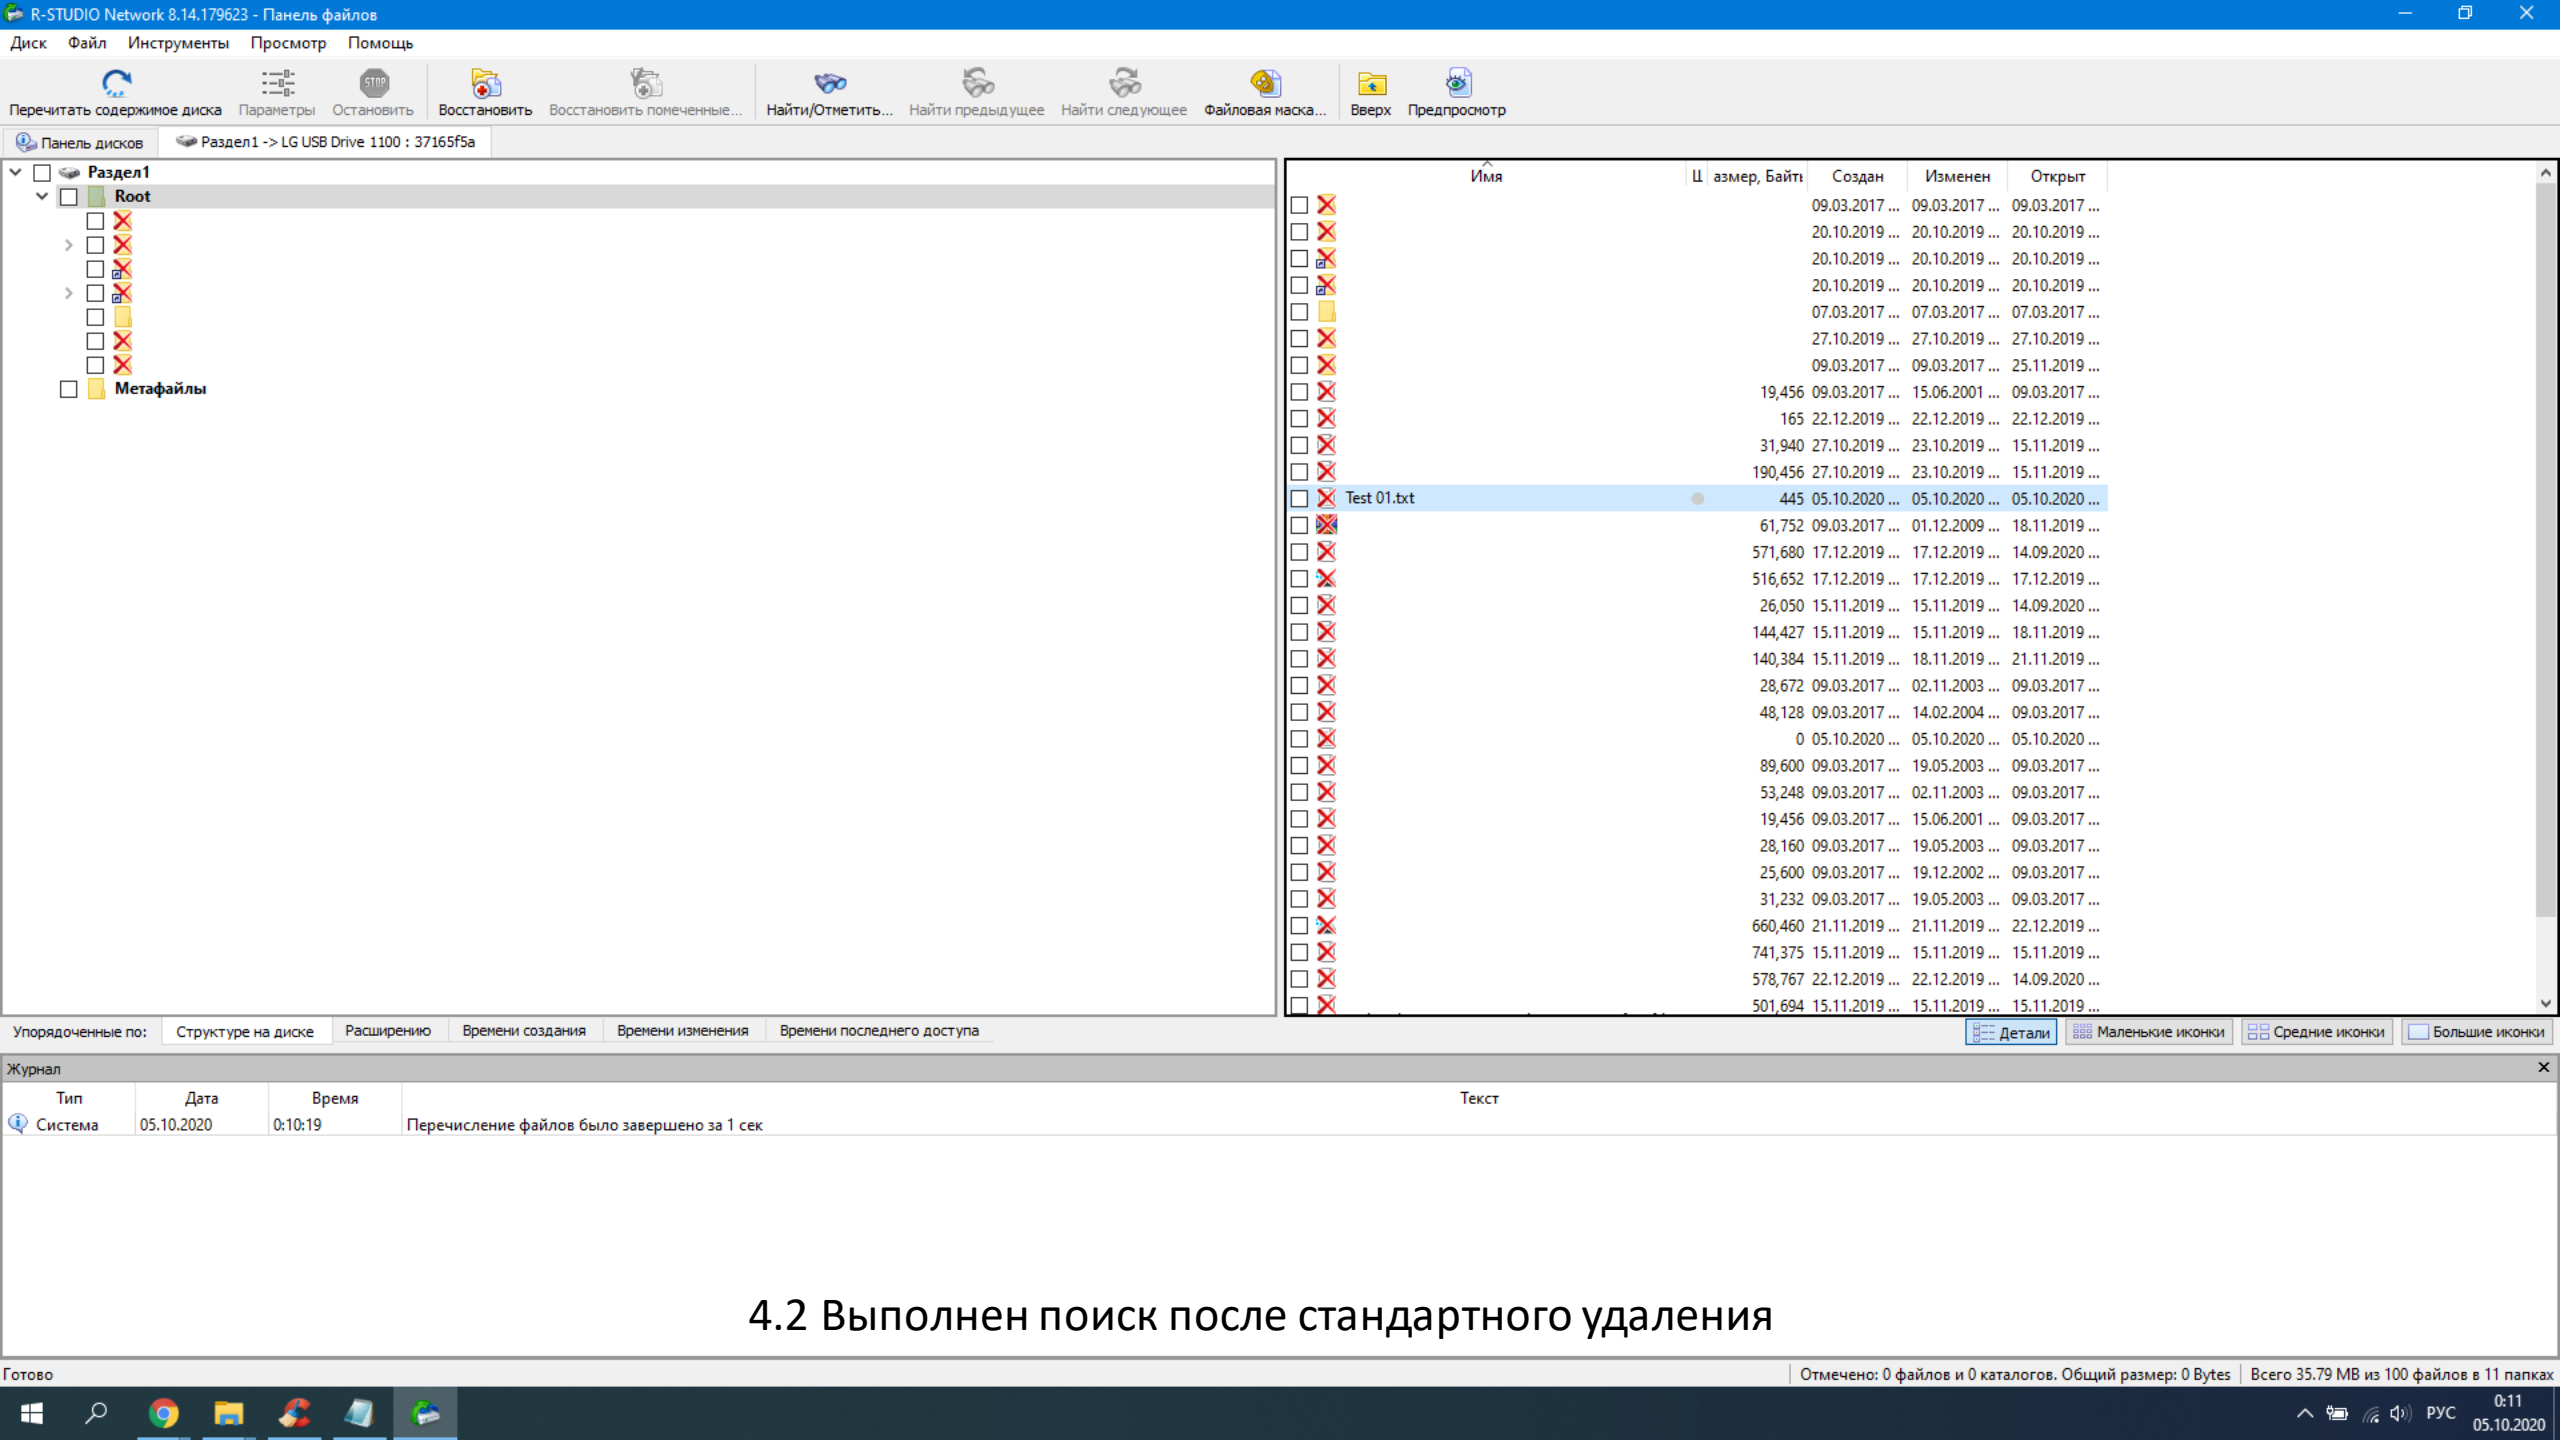 R-STUDIO Network 8.14.179623 - Панель файлов
Диск Файл Инструменты Просмотр Помощь
Перечитать содержимое диска Параметры Остановить Восстановить Восстановить помеченные... Найти/Отметить... Найти предыдущее Найти следующее Файловая маска... Вверх Предпросмотр
Панель дисков Раздел1 -> LG USB Drive 1100 : 37165f5a
Раздел1
Root
Метафайлы
Имя Ш азмер, Байть Создан Изменен Открыт
09.03.2017 ... 09.03.2017 ... 09.03.2017 ...
20.10.2019 ... 20.10.2019 ... 20.10.2019 ...
20.10.2019 ... 20.10.2019 ... 20.10.2019 ...
20.10.2019 ... 20.10.2019 ... 20.10.2019 ...
07.03.2017 ... 07.03.2017 ... 07.03.2017 ...
27.10.2019 ... 27.10.2019 ... 27.10.2019 ...
09.03.2017 ... 09.03.2017 ... 25.11.2019 ...
19,456 09.03.2017 ... 15.06.2001 ... 09.03.2017 ...
165 22.12.2019 ... 22.12.2019 ... 22.12.2019 ...
31,940 27.10.2019 ... 23.10.2019 ... 15.11.2019 ...
190,456 27.10.2019 ... 23.10.2019 ... 15.11.2019 ...
Test 01.txt 445 05.10.2020 ... 05.10.2020 ... 05.10.2020 ...
61,752 09.03.2017 ... 01.12.2009 ... 18.11.2019 ...
571,680 17.12.2019 ... 17.12.2019 ... 14.09.2020 ...
516,652 17.12.2019 ... 17.12.2019 ... 17.12.2019 ...
26,050 15.11.2019 ... 15.11.2019 ... 14.09.2020 ...
144,427 15.11.2019 ... 15.11.2019 ... 18.11.2019 ...
140,384 15.11.2019 ... 18.11.2019 ... 21.11.2019 ...
28,672 09.03.2017 ... 02.11.2003 ... 09.03.2017 ...
48,128 09.03.2017 ... 14.02.2004 ... 09.03.2017 ...
0 05.10.2020 ... 05.10.2020 ... 05.10.2020 ...
89,600 09.03.2017 ... 19.05.2003 ... 09.03.2017 ...
53,248 09.03.2017 ... 02.11.2003 ... 09.03.2017 ...
19,456 09.03.2017 ... 15.06.2001 ... 09.03.2017 ...
28,160 09.03.2017 ... 19.05.2003 ... 09.03.2017 ...
25,600 09.03.2017 ... 19.12.2002 ... 09.03.2017 ...
31,232 09.03.2017 ... 19.05.2003 ... 09.03.2017 ...
660,460 21.11.2019 ... 21.11.2019 ... 22.12.2019 ...
741,375 15.11.2019 ... 15.11.2019 ... 15.11.2019 ...
578,767 22.12.2019 ... 22.12.2019 ... 14.09.2020 ...
501,694 15.11.2019 ... 15.11.2019 ... 15.11.2019 ...
Упорядоченные по: Структуре на диске Расширению Времени создания Времени изменения Времени последнего доступа
Детали Маленькие иконки Средние иконки Большие иконки
Журнал
Тип Дата Время Текст
Система 05.10.2020 0:10:19 Перечисление файлов было завершено за 1 сек
4.2 Выполнен поиск после стандартного удаления
Готово Отмечено: 0 файлов и 0 каталогов. Общий размер: 0 Bytes Всего 35.79 MB из 100 файлов в 11 папках
РУС 0:11
05.10.2020